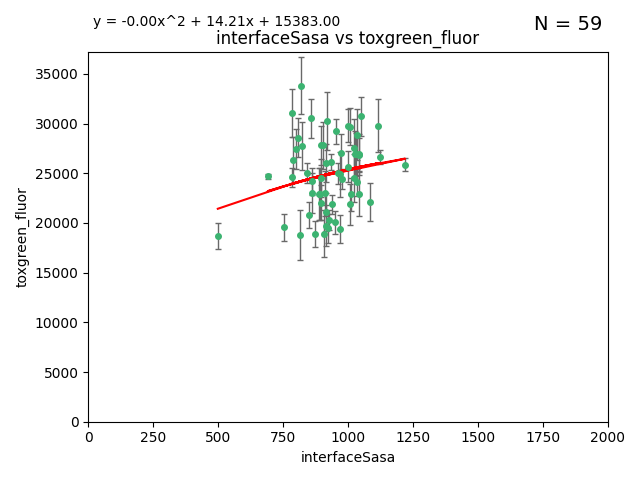 y = -0.00x^2 + 14.21x + 15383.00
N = 59
interfaceSasa vs toxgreen_fluor
35000
30000
25000
20000
15000
10000
5000
0
toxgreen_fluor
0 250 500 750 1000 1250 1500 1750 2000
interfaceSasa